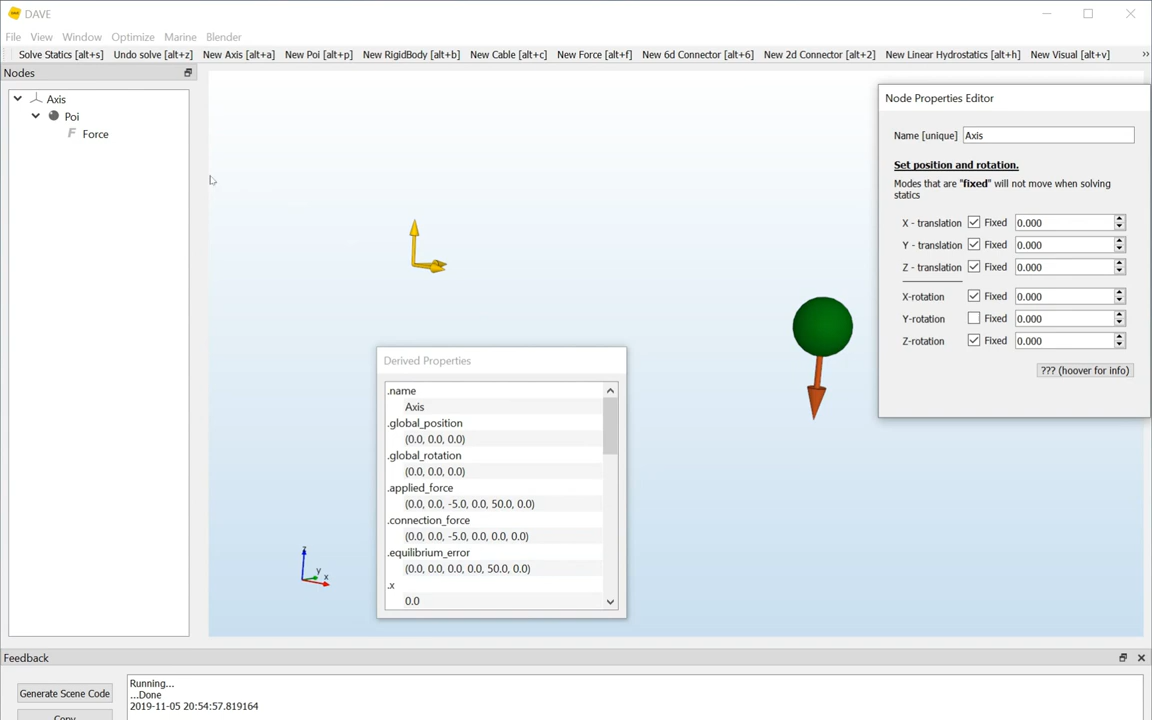 DAVE
File View Window Optimize Marine Blender
Solve Statics [alt+s] Undo solve [alt+z] New Axis [alt+a] New Poi [alt+p] New RigidBody [alt+b] New Cable [alt+c] New Force [alt+f] New 6d Connector [alt+6] New 2d Connector [alt+2] New Linear Hydrostatics [alt+h] New Visual [alt+v] »
Nodes
Axis
Poi
F Force
Node Properties Editor
Name [unique] Axis
Set position and rotation.
Modes that are "fixed" will not move when solving
statics
X - translation Fixed 0.000
Y - translation Fixed 0.000
Z - translation Fixed 0.000
X-rotation Fixed 0.000
Y-rotation Fixed 0.000
Z-rotation Fixed 0.000
??? (hoover for info)
Derived Properties
.name
Axis
.global_position
(0.0, 0.0, 0.0)
.global_rotation
(0.0, 0.0, 0.0)
.applied_force
(0.0, 0.0, -5.0, 0.0, 50.0, 0.0)
.connection_force
(0.0, 0.0, -5.0, 0.0, 0.0, 0.0)
.equilibrium_error
(0.0, 0.0, 0.0, 0.0, 50.0, 0.0)
.x
0.0
z
y
x
Feedback
Generate Scene Code
Copy
Running...
...Done
2019-11-05 20:54:57.819164